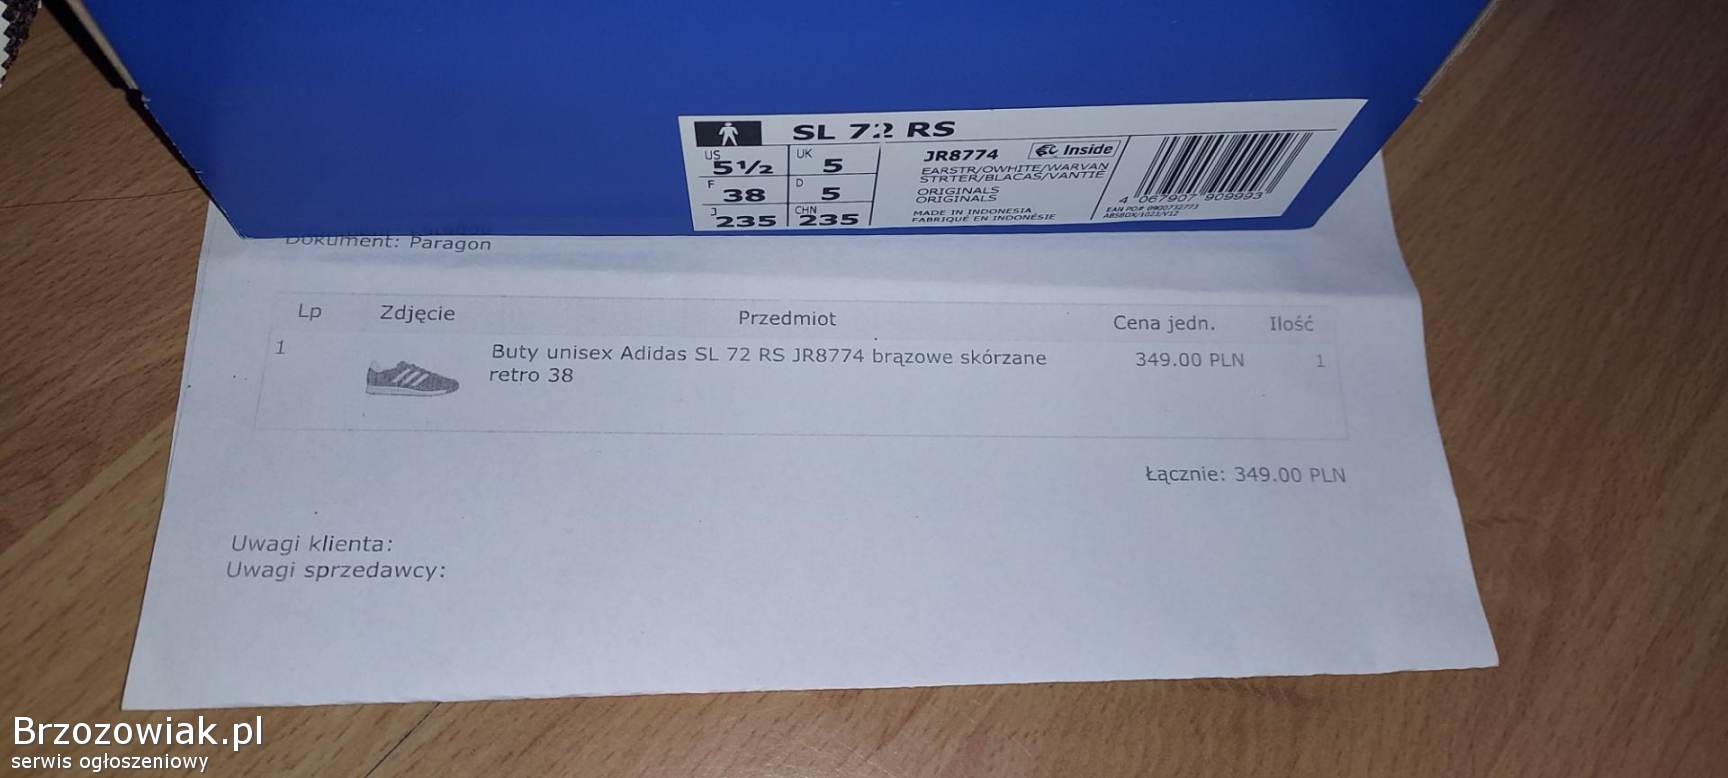 SL 72 RS
US 5½ UK 5
F 38 D 5
J 235 CHN 235
JR8774 Inside
EARSTR/OWHITE/WARVAN
STRTER/BLACAS/VANTIE
ORIGINALS
ORIGINALS
MADE IN INDONESIA
FABRIQUÉ EN INDONÉSIE
4 067907 909993
EAN PO# 0900732773
Dokument: Paragon
Lp Zdjęcie Przedmiot Cena jedn. Ilość
1 Buty unisex Adidas SL 72 RS JR8774 brązowe skórzane 349.00 PLN 1
retro 38
Łącznie: 349.00 PLN
Uwagi klienta:
Uwagi sprzedawcy:
Brzozowiak.pl
serwis ogłoszeniowy